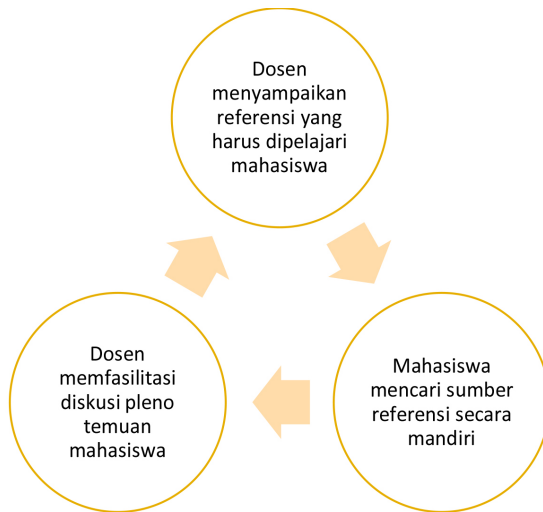 Dosen
menyampaikan
referensi yang
harus dipelajari
mahasiswa
Mahasiswa
mencari sumber
referensi secara
mandiri
Dosen
memfasilitasi
diskusi pleno
temuan
mahasiswa